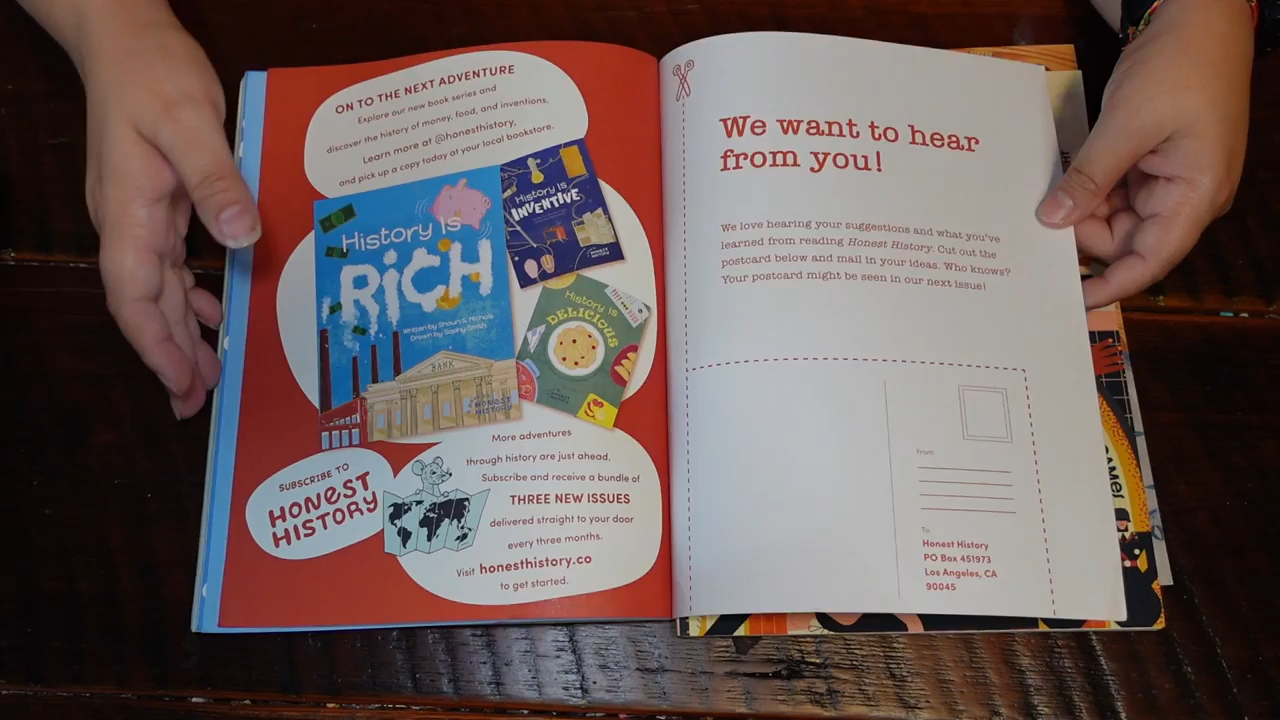 ON TO THE NEXT ADVENTURE
Explore our new book series and
discover the history of money, food, and inventions.
Learn more at @honesthistory,
and pick up a copy today at your local bookstore.
History Is
RICH
Written by Shaun S. Nichols
Drawn by Sophy Smith
BANK
HONEST
HISTORY
History Is
INVENTIVE
HONEST
HISTORY
History Is
DELICIOUS
SUBSCRIBE TO
HONEST
HISTORY
More adventures
through history are just ahead.
Subscribe and receive a bundle of
THREE NEW ISSUES
delivered straight to your door
every three months.
Visit honesthistory.co
to get started.
We want to hear
from you!
We love hearing your suggestions and what you've
learned from reading Honest History. Cut out the
postcard below and mail in your ideas. Who knows?
Your postcard might be seen in our next issue!
From
To
Honest History
PO Box 451973
Los Angeles, CA
90045